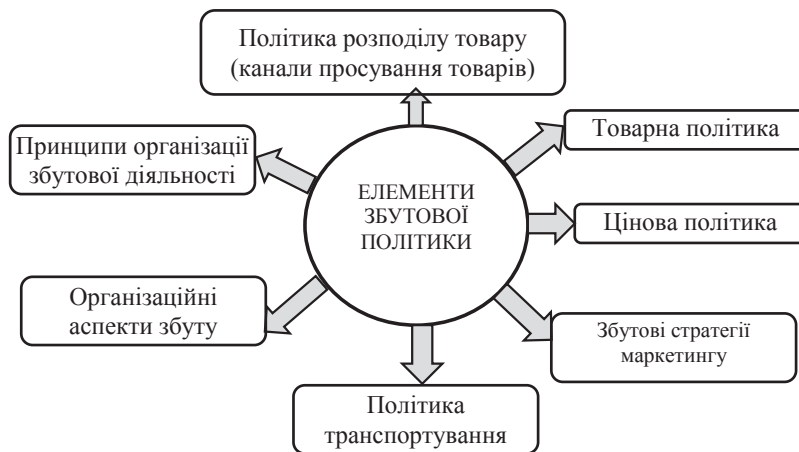 Політика розподілу товару
(канали просування товарів)
Товарна політика
Принципи організації
збутової діяльності
ЕЛЕМЕНТИ
ЗБУТОВОЇ
ПОЛІТИКИ
Цінова політика
Організаційні
аспекти збуту
Збутові стратегії
маркетингу
Політика
транспортування